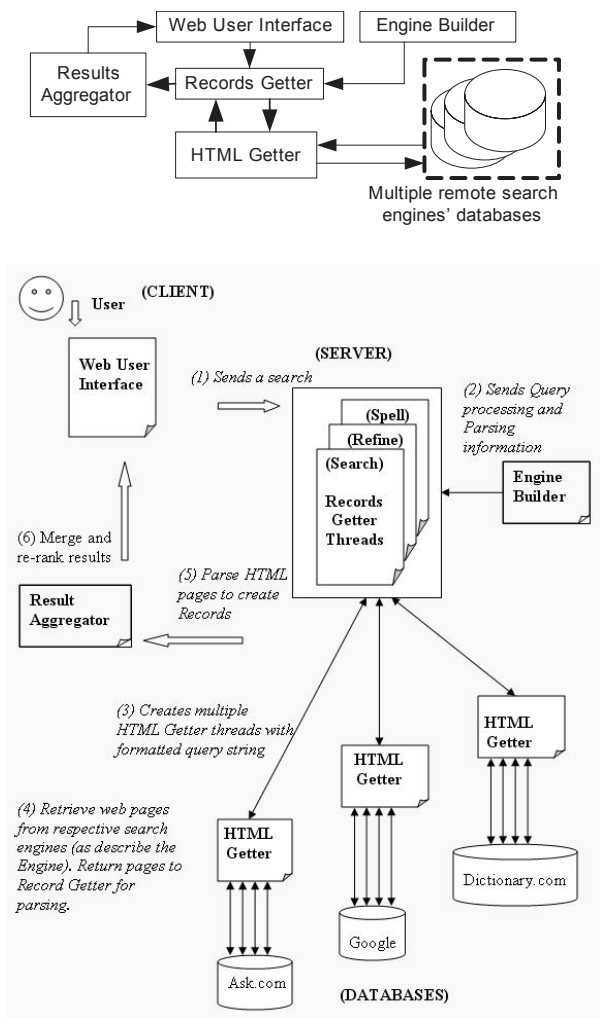 Web User Interface
Engine Builder
Results
Aggregator
Records Getter
HTML Getter
Multiple remote search
engines' databases
User
(CLIENT)
Web User
Interface
(1) Sends a search
(SERVER)
(Spell)
(Refine)
(Search)
Records
Getter
Threads
(2) Sends Query
processing and
Parsing
information
Engine
Builder
(6) Merge and
re-rank results
Result
Aggregator
(5) Parse HTML
pages to create
Records
(3) Creates multiple
HTML Getter threads with
formatted query string
HTML
Getter
HTML
Getter
(4) Retrieve web pages
from respective search
engines (as describe the
Engine). Return pages to
Record Getter for
parsing.
HTML
Getter
Dictionary.com
Google
Ask.com
(DATABASES)